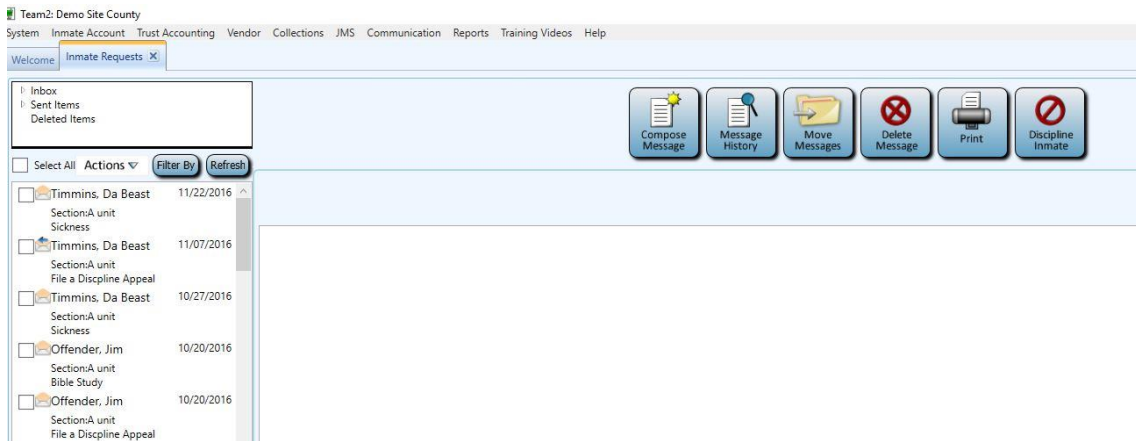 Team2: Demo Site County
System Inmate Account Trust Accounting Vendor Collections JMS Communication Reports Training Videos Help
Welcome Inmate Requests X
Inbox
Sent Items
Deleted Items
Compose Message
Message History
Move Messages
Delete Message
Print
Discipline Inmate
Select All Actions Filter By Refresh
Timmins, Da Beast 11/22/2016
Section:A unit
Sickness
Timmins, Da Beast 11/07/2016
Section:A unit
File a Discpline Appeal
Timmins, Da Beast 10/27/2016
Section:A unit
Sickness
Offender, Jim 10/20/2016
Section:A unit
Bible Study
Offender, Jim 10/20/2016
Section:A unit
File a Discpline Appeal